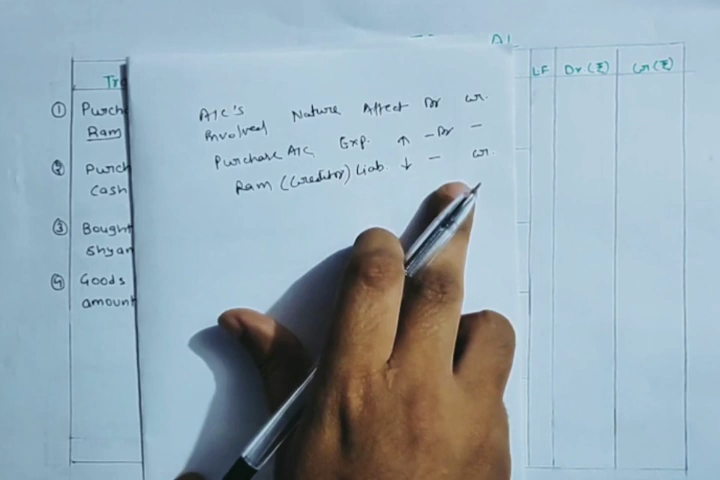 LF Dr (₹) Cr (₹)
① Purch
Ram
② Purch
Cash
③ Bought
Shyam
④ Goods
amount
A/C's Nature Affect Dr Cr.
Involved
Purchase A/C Exp. ↑ - Dr -
Ram (Creditor) Liab. ↓ - Cr.